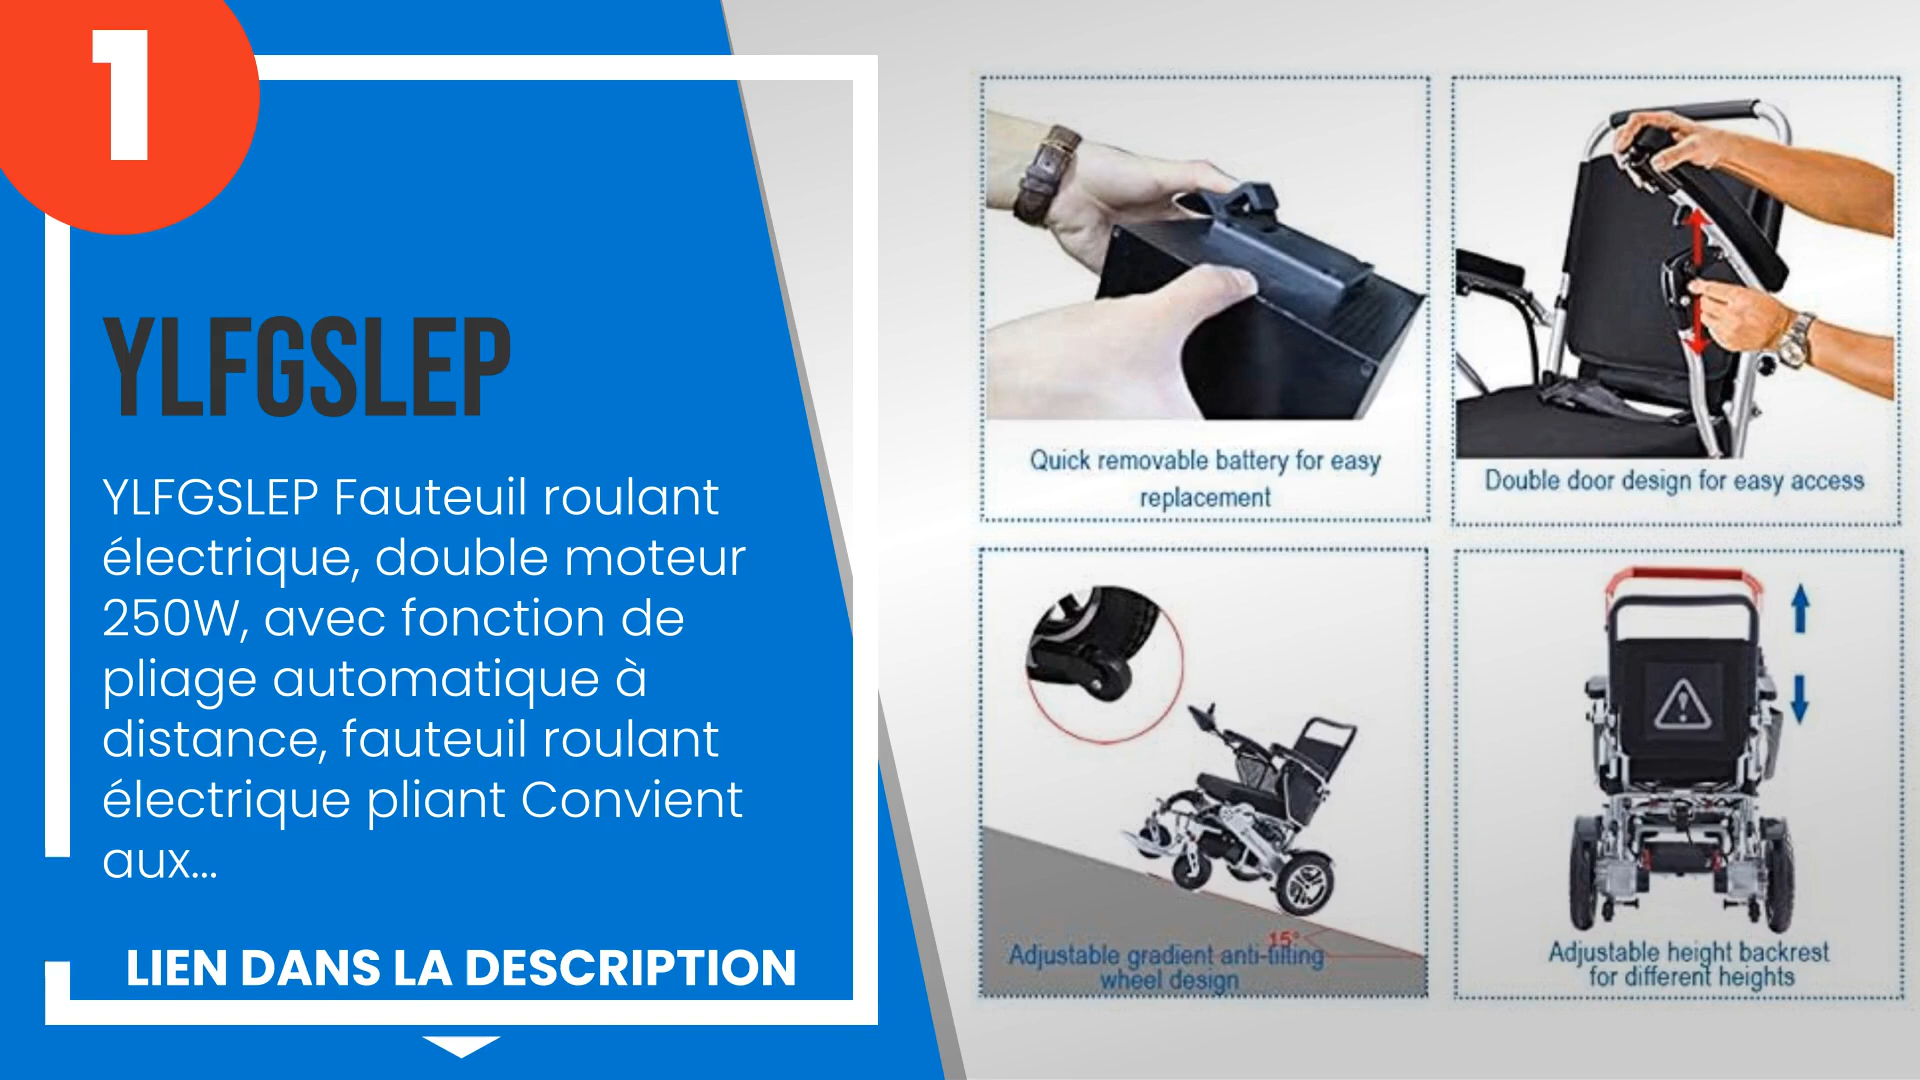 1
YLFGSLEP
YLFGSLEP Fauteuil roulant
électrique, double moteur
250W, avec fonction de
pliage automatique à
distance, fauteuil roulant
électrique pliant Convient
aux...
LIEN DANS LA DESCRIPTION
Quick removable battery for easy
replacement
Double door design for easy access
15°
Adjustable gradient anti-tilting
wheel design
Adjustable height backrest
for different heights